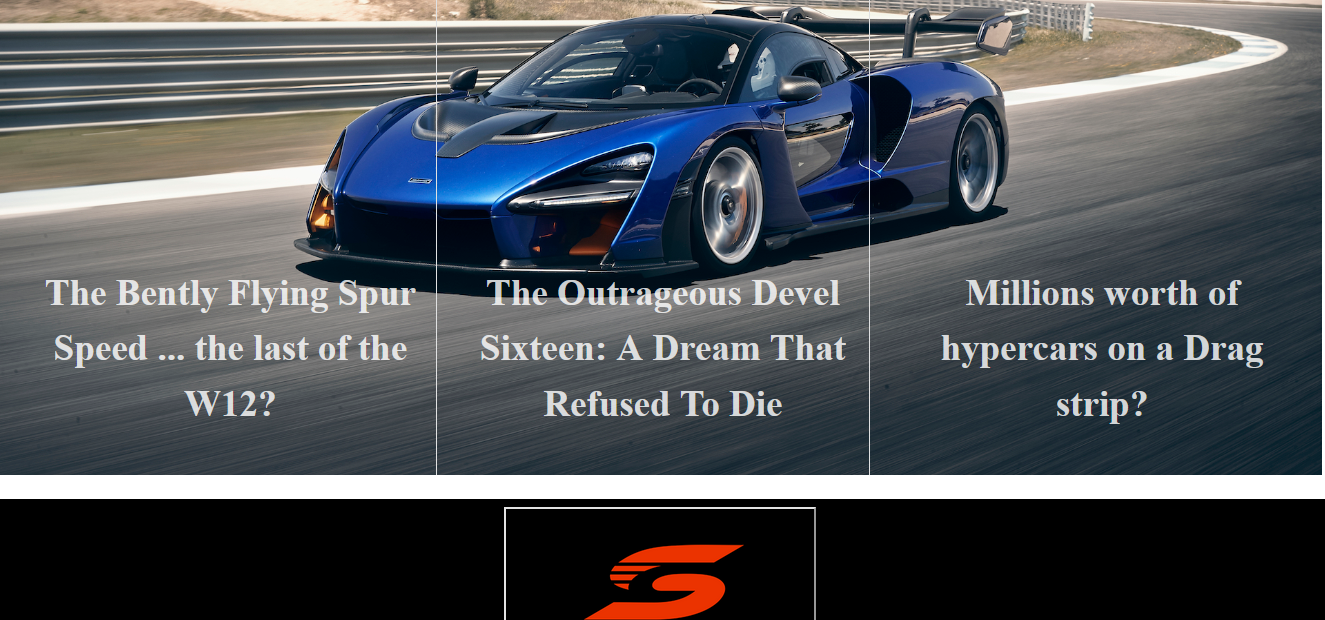 The Bently Flying Spur
Speed ... the last of the
W12?
The Outrageous Devel
Sixteen: A Dream That
Refused To Die
Millions worth of
hypercars on a Drag
strip?